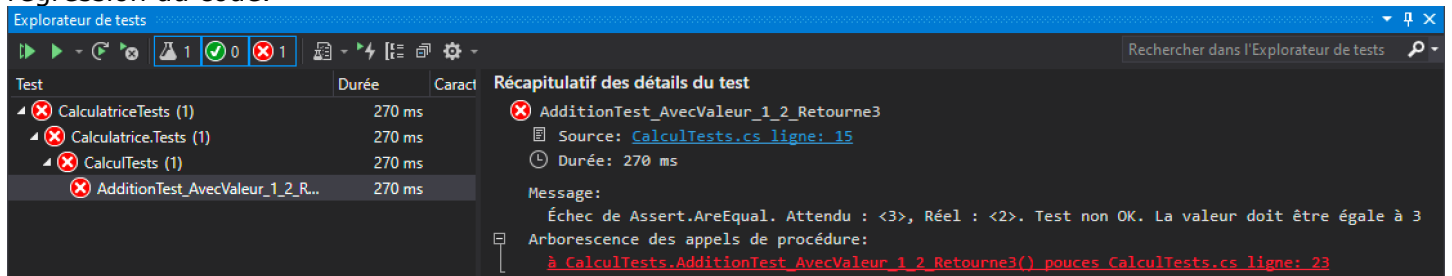 régression du code.
Explorateur de tests
1 0 1 Rechercher dans l'Explorateur de tests
Test Durée Caract
CalculatriceTests (1) 270 ms
Calculatrice.Tests (1) 270 ms
CalculTests (1) 270 ms
AdditionTest_AvecValeur_1_2_R... 270 ms
Récapitulatif des détails du test
AdditionTest_AvecValeur_1_2_Retourne3
Source: CalculTests.cs ligne: 15
Durée: 270 ms
Message:
Échec de Assert.AreEqual. Attendu : <3>, Réel : <2>. Test non OK. La valeur doit être égale à 3
Arborescence des appels de procédure:
à CalculTests.AdditionTest_AvecValeur_1_2_Retourne3() pouces CalculTests.cs ligne: 23